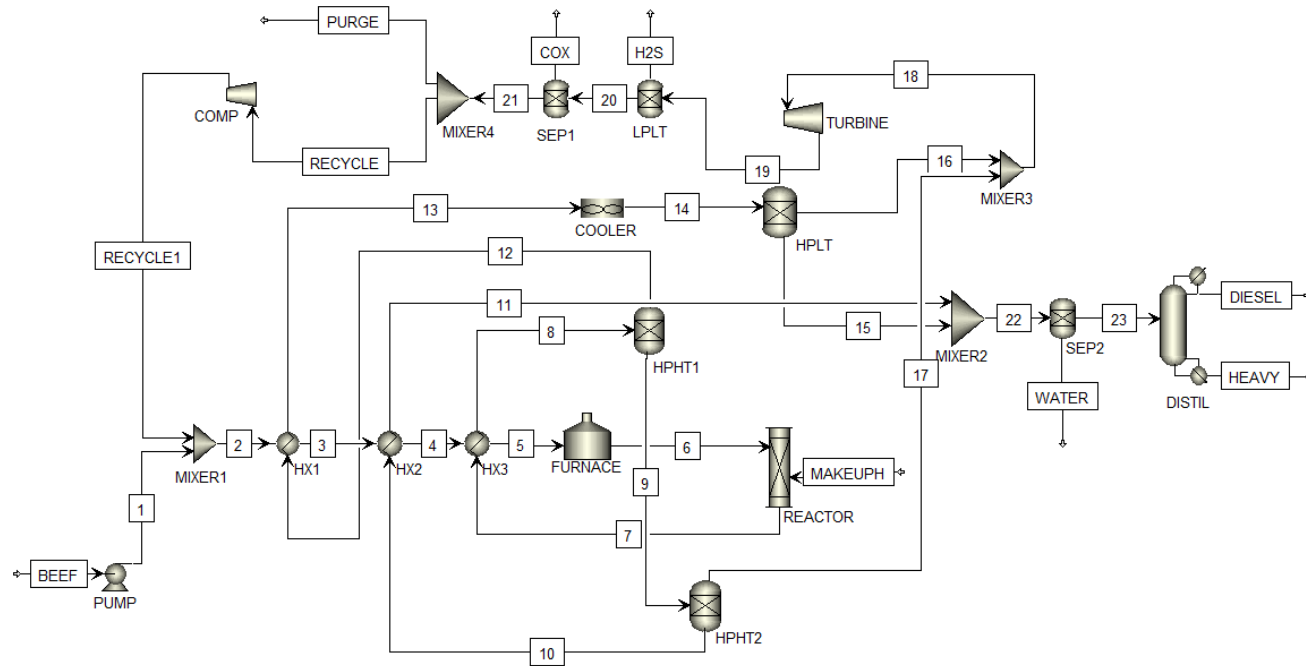 PURGE
COX
H2S
18
COMP
MIXER4
21
SEP1
20
LPLT
TURBINE
RECYCLE
19
16
MIXER3
13
COOLER
14
HPLT
RECYCLE1
12
11
8
HPHT1
15
MIXER2
22
SEP2
23
DIESEL
17
HEAVY
WATER
DISTIL
MIXER1
2
HX1
3
HX2
4
HX3
5
FURNACE
6
MAKEUPH
REACTOR
1
9
7
BEEF
PUMP
10
HPHT2